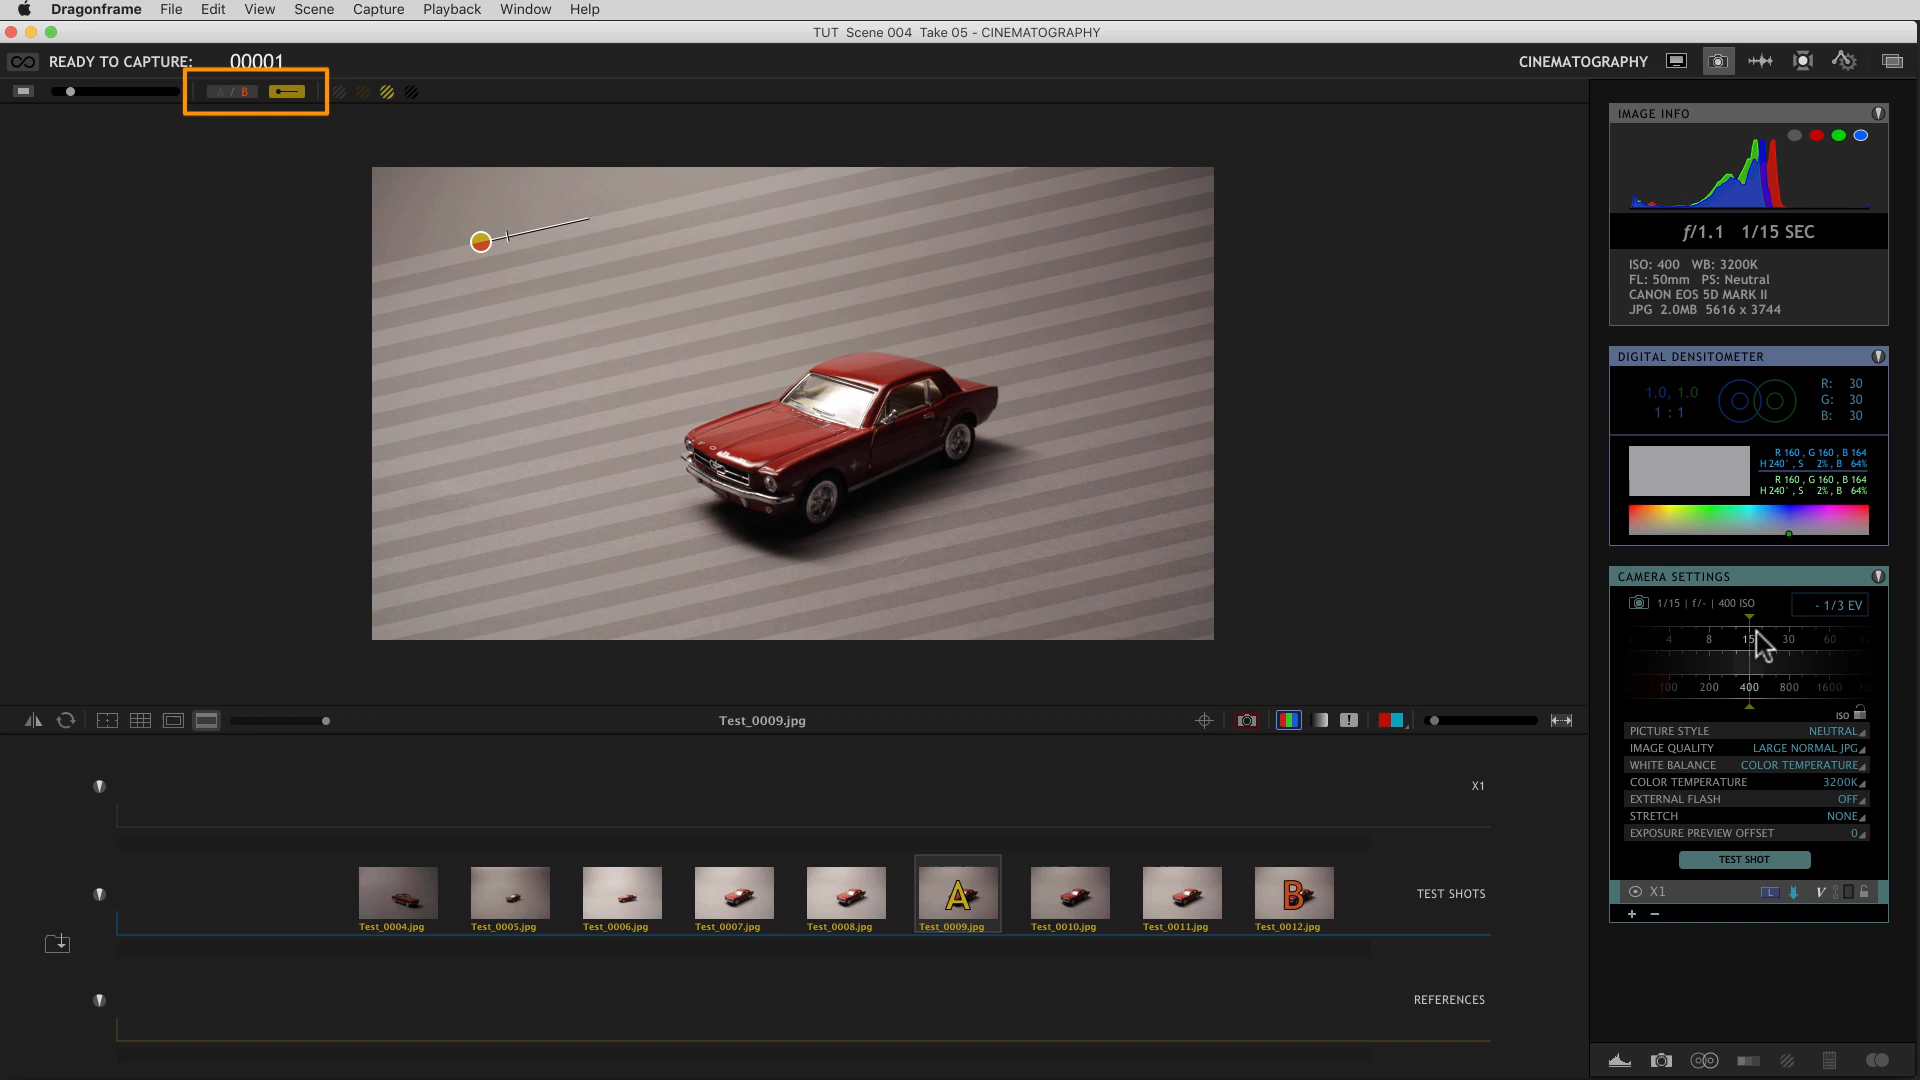 Dragonframe File Edit View Scene Capture Playback Window Help
TUT Scene 004 Take 05 - CINEMATOGRAPHY
READY TO CAPTURE: 00001
CINEMATOGRAPHY
A / B
IMAGE INFO
f/1.1 1/15 SEC
ISO: 400 WB: 3200K
FL: 50mm PS: Neutral
CANON EOS 5D MARK II
JPG 2.0MB 5616 x 3744
DIGITAL DENSITOMETER
1.0, 1.0
1 : 1
R: 30
G: 30
B: 30
R 160 , G 160 , B 164
H 240° , S 2% , B 64%
R 160 , G 160 , B 164
H 240° , S 2% , B 64%
CAMERA SETTINGS
1/15 | f/- | 400 ISO
- 1/3 EV
4 8 15 30 60
100 200 400 800 1600
ISO
PICTURE STYLE NEUTRAL
IMAGE QUALITY LARGE NORMAL JPG
WHITE BALANCE COLOR TEMPERATURE
COLOR TEMPERATURE 3200K
EXTERNAL FLASH OFF
STRETCH NONE
EXPOSURE PREVIEW OFFSET 0
TEST SHOT
X1 L V
+ -
Test_0009.jpg
X1
A B
TEST SHOTS
Test_0004.jpg Test_0005.jpg Test_0006.jpg Test_0007.jpg Test_0008.jpg Test_0009.jpg Test_0010.jpg Test_0011.jpg Test_0012.jpg
REFERENCES